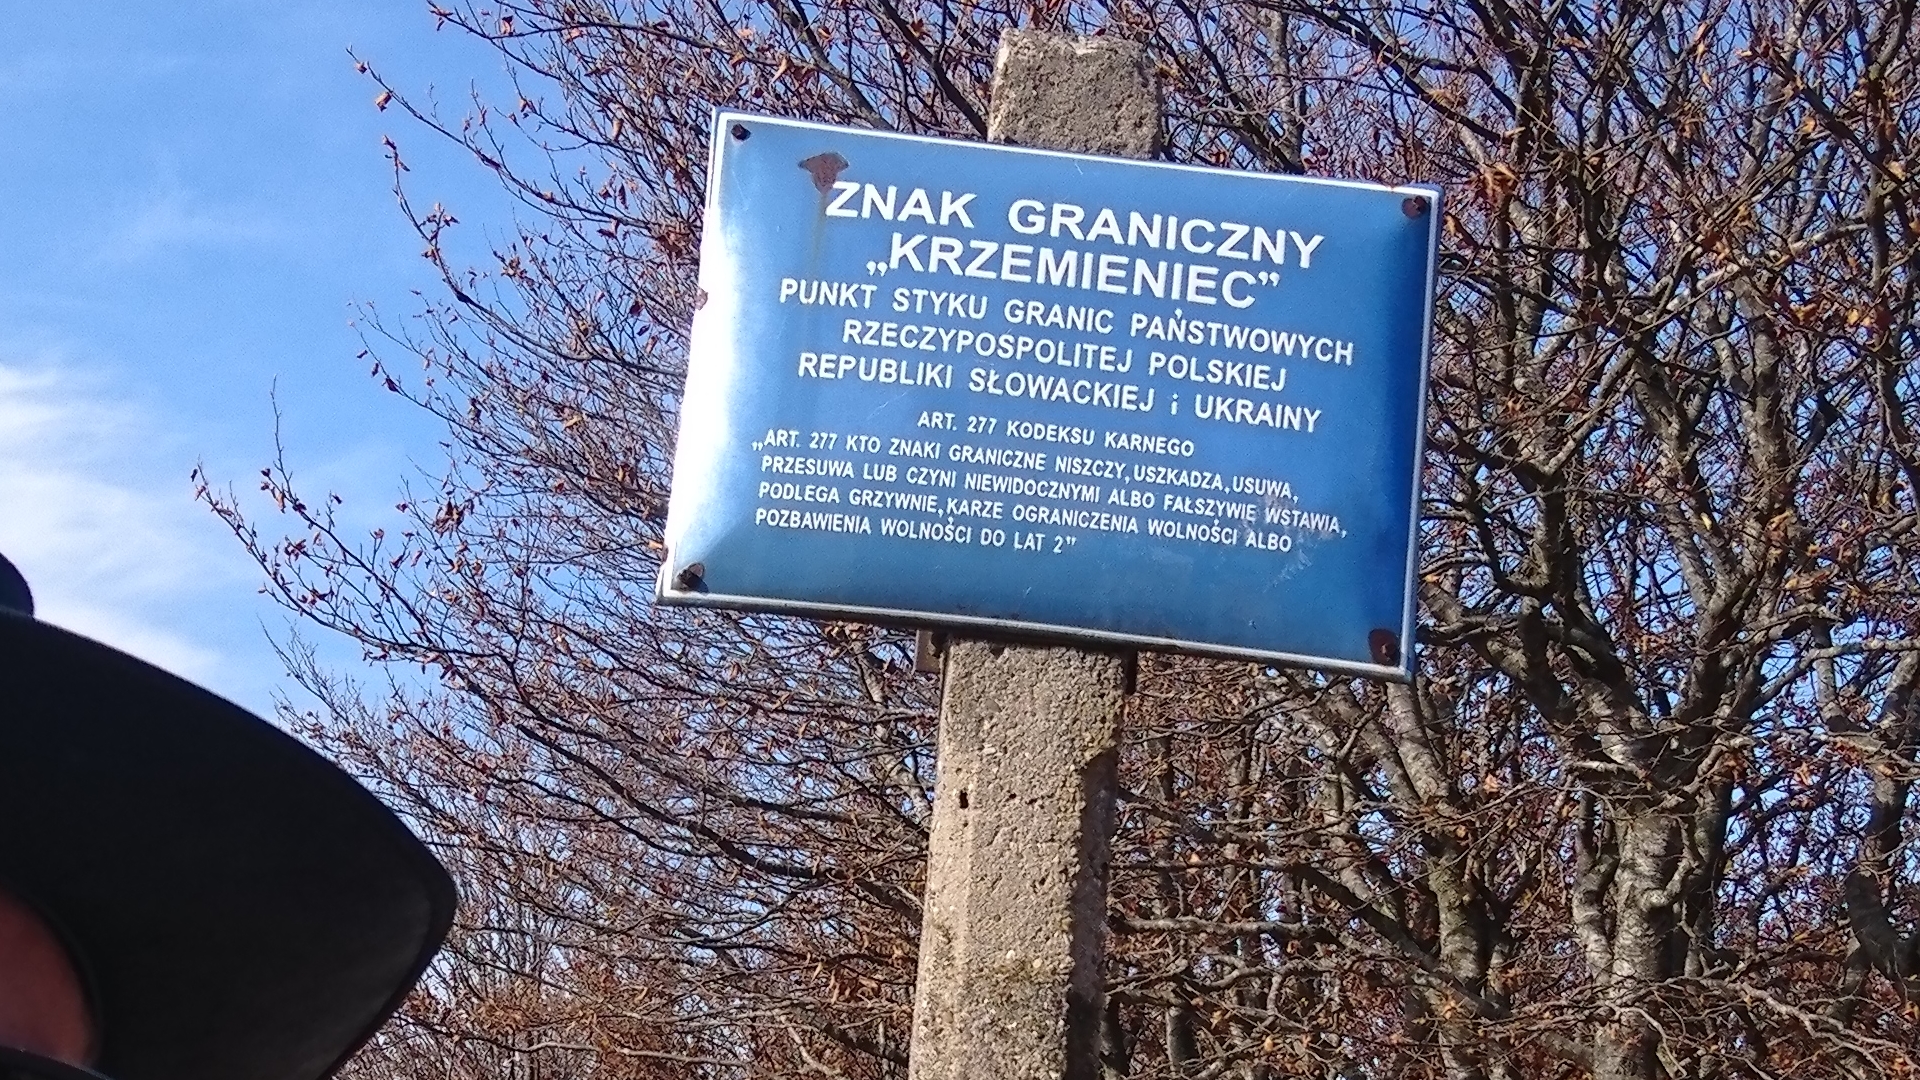 ZNAK GRANICZNY
„KRZEMIENIEC”
PUNKT STYKU GRANIC PAŃSTWOWYCH
RZECZYPOSPOLITEJ POLSKIEJ
REPUBLIKI SŁOWACKIEJ i UKRAINY
ART. 277 KODEKSU KARNEGO
„ART. 277 KTO ZNAKI GRANICZNE NISZCZY, USZKADZA, USUWA,
PRZESUWA LUB CZYNI NIEWIDOCZNYMI ALBO FAŁSZYWIE WSTAWIA,
PODLEGA GRZYWNIE, KARZE OGRANICZENIA WOLNOŚCI ALBO
POZBAWIENIA WOLNOŚCI DO LAT 2”